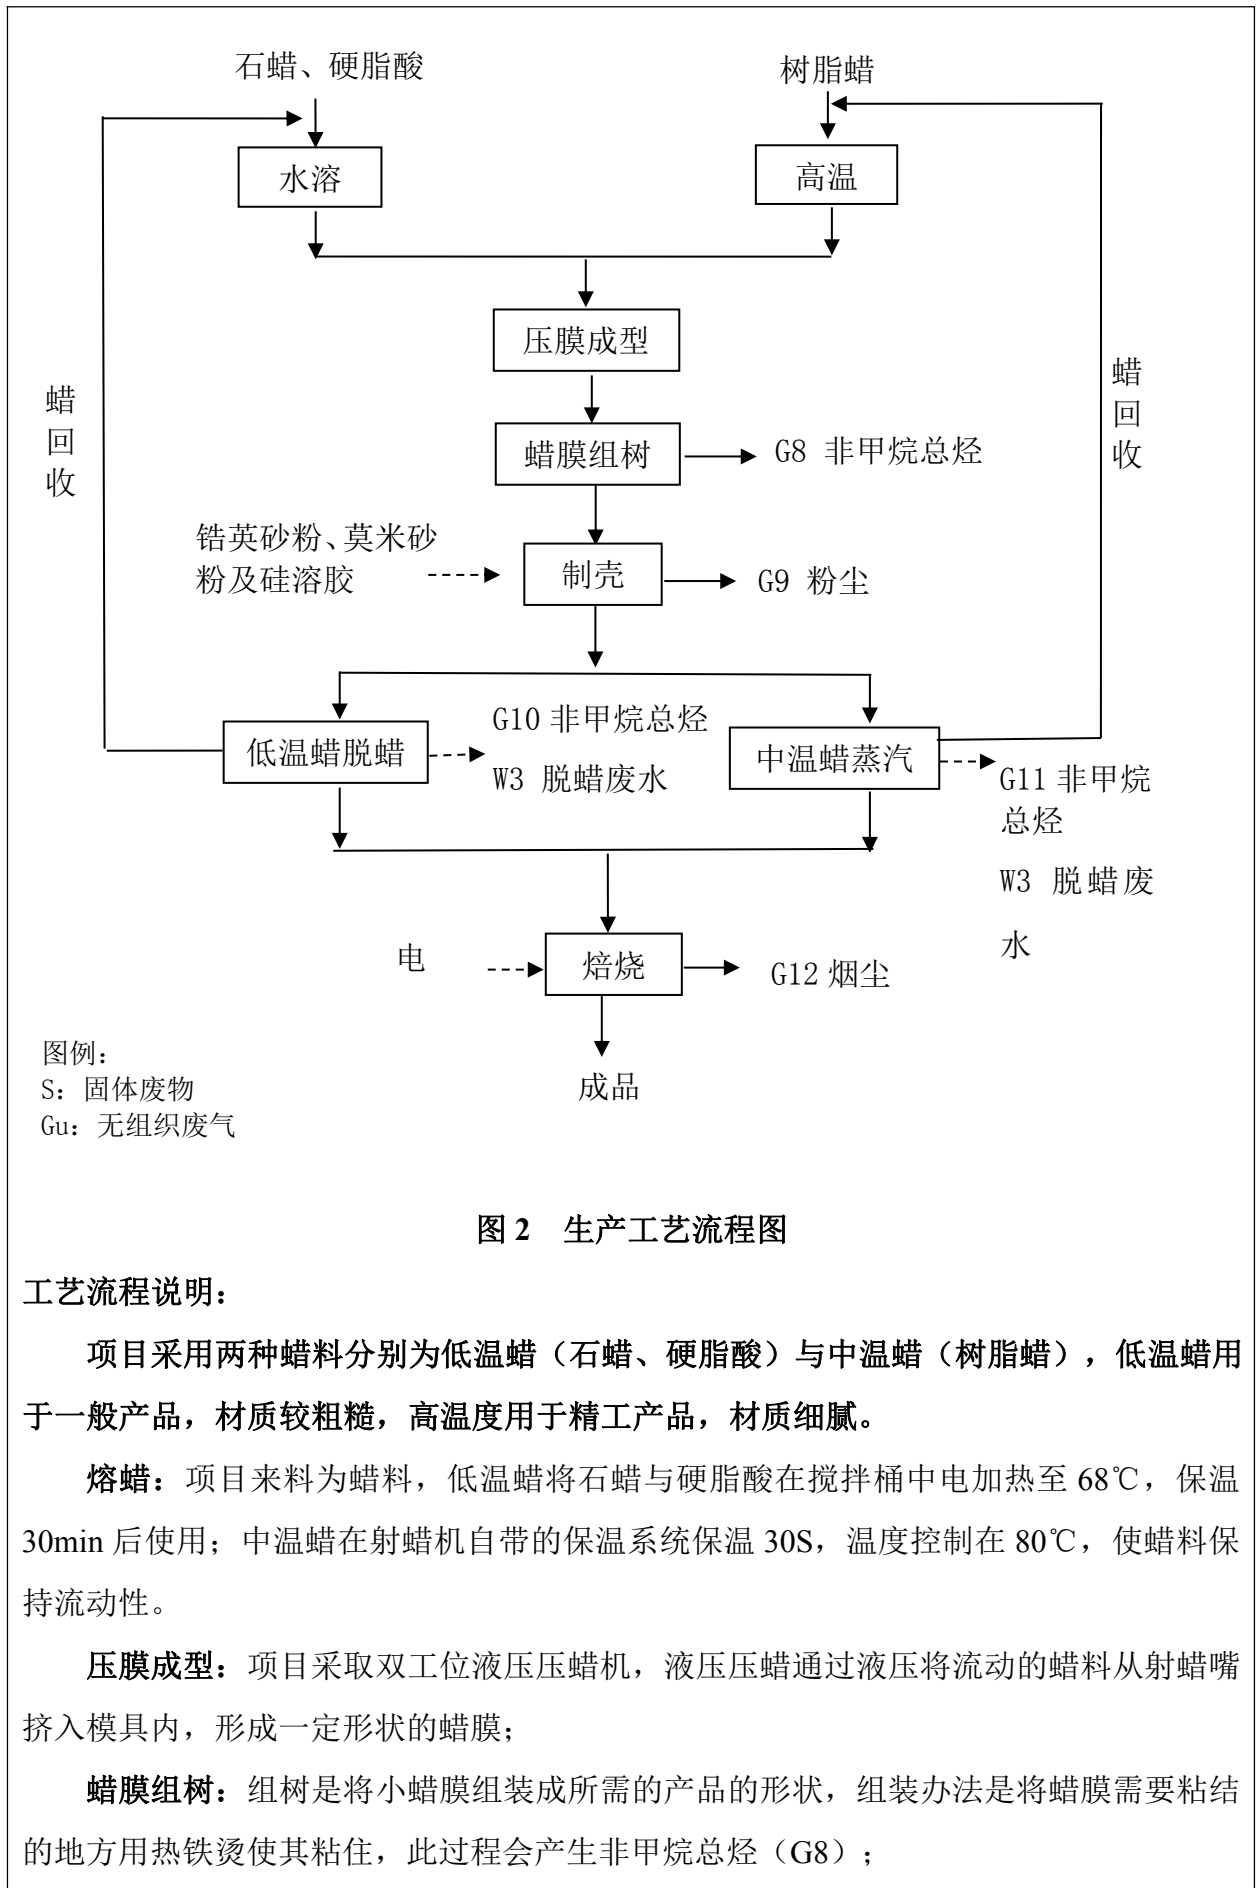 石蜡、硬脂酸
树脂蜡
水溶
高温
压膜成型
蜡
回
收
蜡
回
收
蜡膜组树
G8 非甲烷总烃
锆英砂粉、莫米砂
粉及硅溶胶
制壳
G9 粉尘
低温蜡脱蜡
G10 非甲烷总烃
W3 脱蜡废水
中温蜡蒸汽
G11 非甲烷
总烃
W3 脱蜡废
水
电
焙烧
G12 烟尘
成品
图例：
S：固体废物
Gu：无组织废气
图 2 生产工艺流程图
工艺流程说明：
项目采用两种蜡料分别为低温蜡（石蜡、硬脂酸）与中温蜡（树脂蜡），低温蜡用
于一般产品，材质较粗糙，高温度用于精工产品，材质细腻。
熔蜡：项目来料为蜡料，低温蜡将石蜡与硬脂酸在搅拌桶中电加热至 68℃，保温
30min 后使用；中温蜡在射蜡机自带的保温系统保温 30S，温度控制在 80℃，使蜡料保
持流动性。
压膜成型：项目采取双工位液压压蜡机，液压压蜡通过液压将流动的蜡料从射蜡嘴
挤入模具内，形成一定形状的蜡膜；
蜡膜组树：组树是将小蜡膜组装成所需的产品的形状，组装办法是将蜡膜需要粘结
的地方用热铁烫使其粘住，此过程会产生非甲烷总烃（G8）；